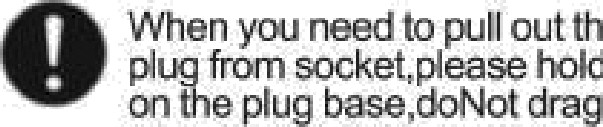 When you need to pull out th
plug from socket,please hold
on the plug base,doNot drag